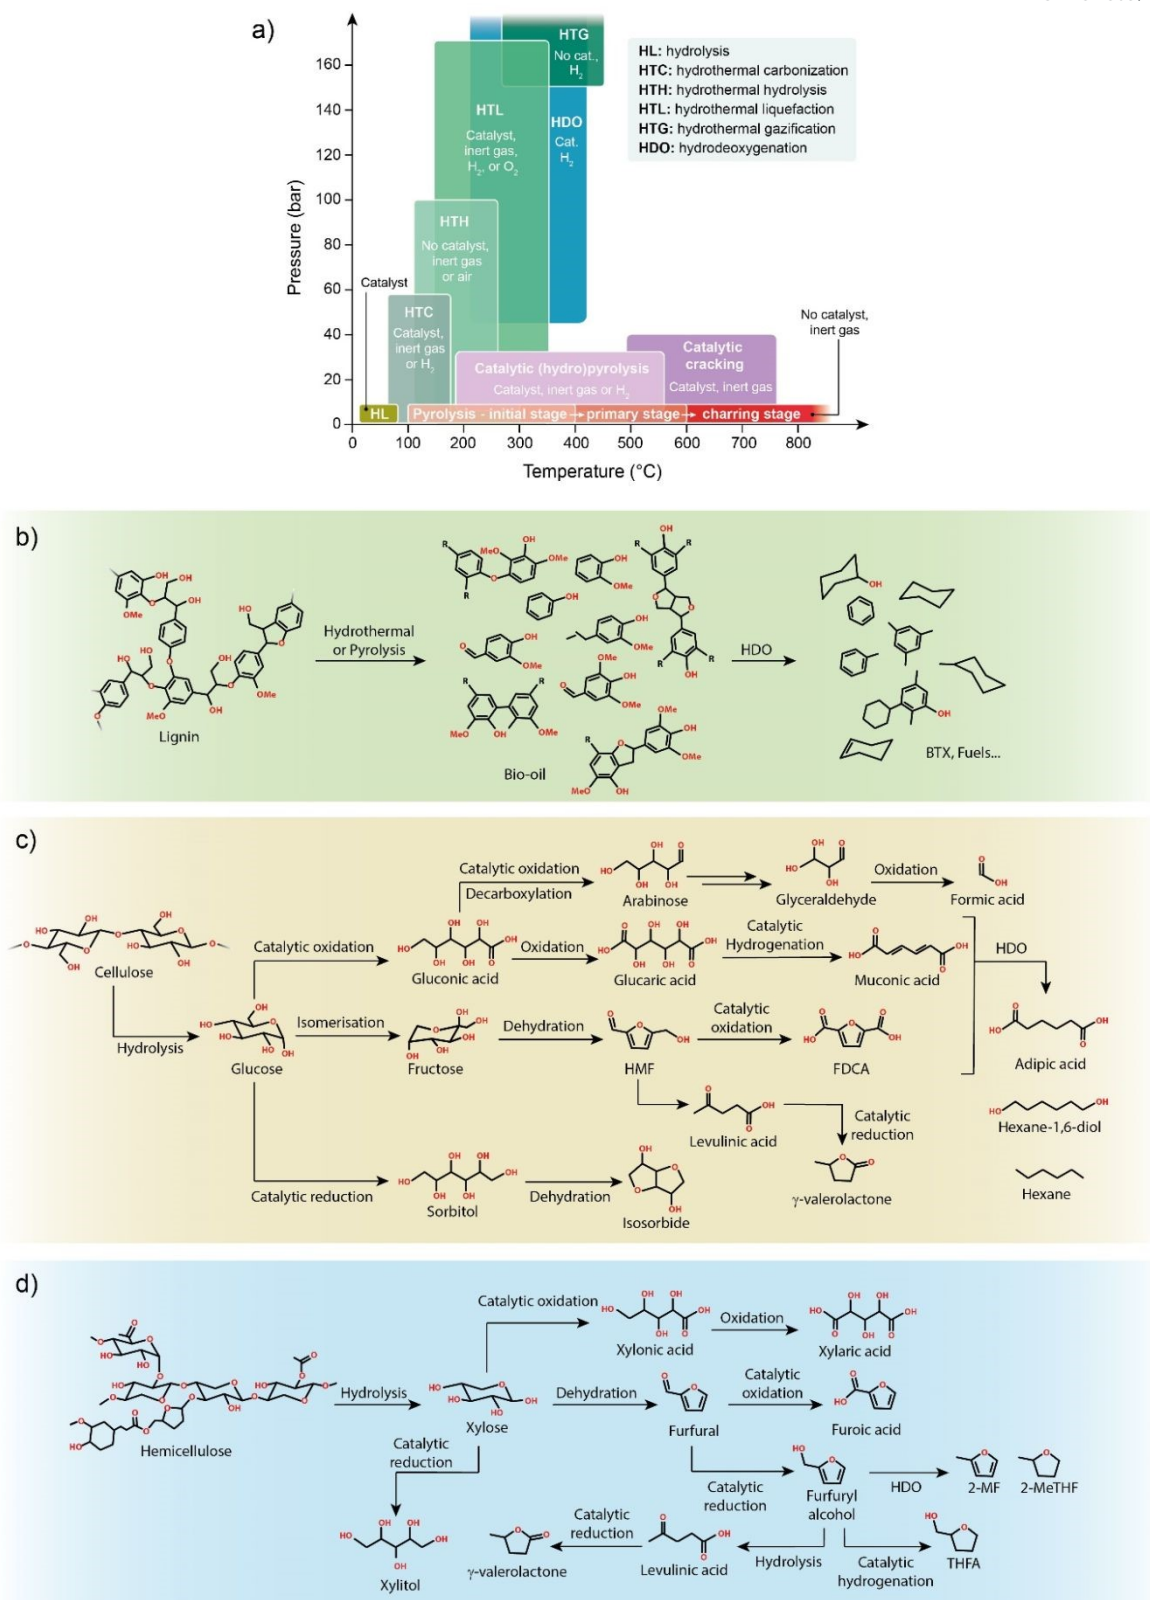 a)
HL: hydrolysis
HTC: hydrothermal carbonization
HTH: hydrothermal hydrolysis
HTL: hydrothermal liquefaction
HTG: hydrothermal gazification
HDO: hydrodeoxygenation
Pressure (bar)
160
140
120
100
80
60
40
20
0
HTG
No cat.,
H2
HTL
Catalyst,
inert gas,
H2, or O2
HDO
Cat.
H2
HTH
No catalyst,
inert gas
or air
Catalyst
HTC
Catalyst,
inert gas
or H2
No catalyst,
inert gas
Catalytic (hydro)pyrolysis
Catalyst, inert gas or H2
Catalytic
cracking
Catalyst, inert gas
HL
Pyrolysis - initial stage
primary stage
charring stage
0
100
200
300
400
500
600
700
800
Temperature (°C)
b)
Lignin
Hydrothermal
or Pyrolysis
Bio-oil
HDO
BTX, Fuels...
c)
Cellulose
Hydrolysis
Glucose
Catalytic oxidation
Gluconic acid
Catalytic oxidation
Decarboxylation
Arabinose
Glyceraldehyde
Oxidation
Formic acid
Oxidation
Glucaric acid
Catalytic
Hydrogenation
Muconic acid
HDO
Isomerisation
Fructose
Dehydration
HMF
Catalytic
oxidation
FDCA
Adipic acid
Levulinic acid
Catalytic
reduction
γ-valerolactone
Hexane-1,6-diol
Hexane
Catalytic reduction
Sorbitol
Dehydration
Isosorbide
d)
Hemicellulose
Hydrolysis
Xylose
Catalytic oxidation
Xylonic acid
Oxidation
Xylaric acid
Dehydration
Furfural
Catalytic
oxidation
Furoic acid
Catalytic
reduction
Xylitol
Catalytic
reduction
Furfuryl
alcohol
HDO
2-MF
2-MeTHF
Hydrolysis
Levulinic acid
Catalytic
reduction
γ-valerolactone
Catalytic
hydrogenation
THFA